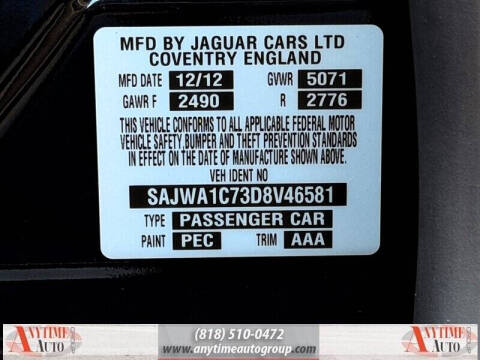 MFD BY JAGUAR CARS LTD
COVENTRY ENGLAND
MFD DATE 12/12 GVWR 5071
GAWR F 2490 R 2776
THIS VEHICLE CONFORMS TO ALL APPLICABLE FEDERAL MOTOR
VEHICLE SAFETY,BUMPER AND THEFT PREVENTION STANDARDS
IN EFFECT ON THE DATE OF MANUFACTURE SHOWN ABOVE
VEH IDENT NO
SAJWA1C73D8V46581
TYPE PASSENGER CAR
PAINT PEC TRIM AAA
ANYTIME
AUTO
(818) 510-0472
www.anytimeautogroup.com
ANYTIME
AUTO